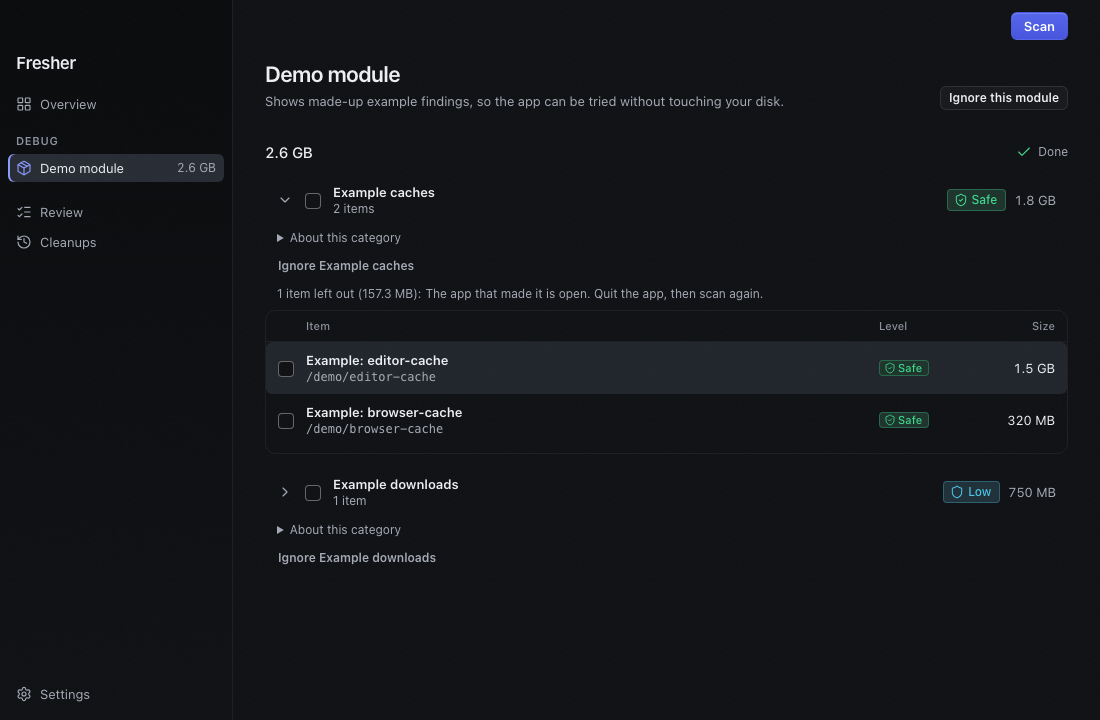 Scan
Fresher
Overview
DEBUG
Demo module 2.6 GB
Review
Cleanups
Settings
Demo module
Shows made-up example findings, so the app can be tried without touching your disk.
Ignore this module
2.6 GB
Done
Example caches
2 items
Safe 1.8 GB
About this category
Ignore Example caches
1 item left out (157.3 MB): The app that made it is open. Quit the app, then scan again.
Item Level Size
Example: editor-cache
/demo/editor-cache
Safe 1.5 GB
Example: browser-cache
/demo/browser-cache
Safe 320 MB
Example downloads
1 item
Low 750 MB
About this category
Ignore Example downloads